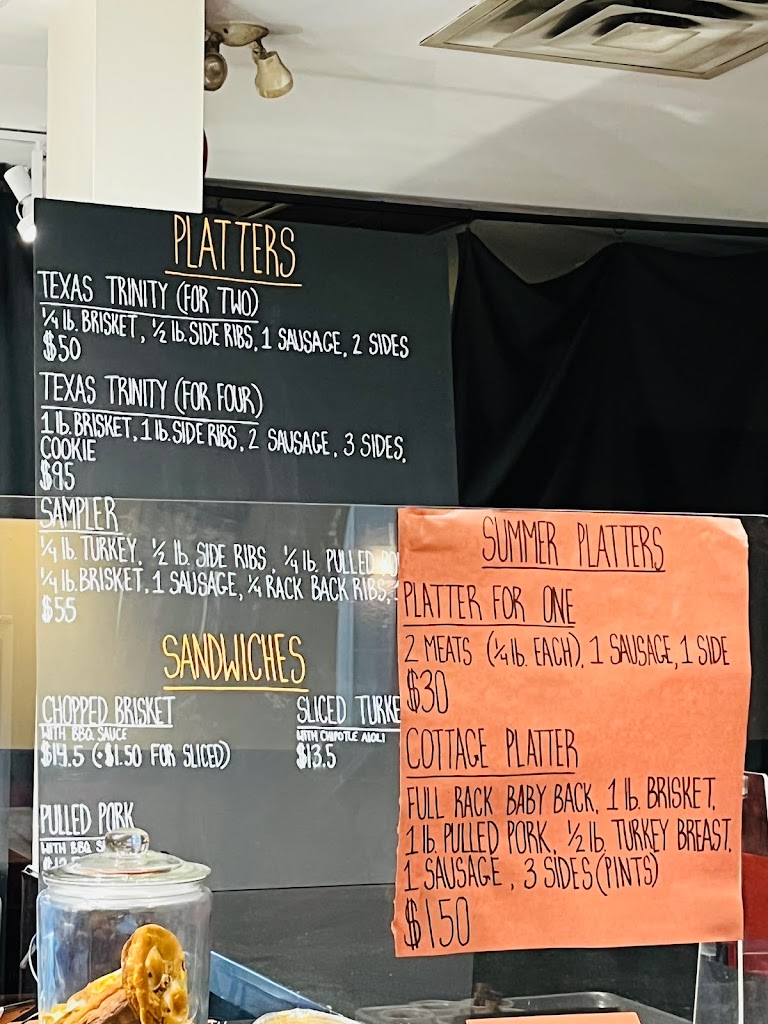 PLATTERS
TEXAS TRINITY (FOR TWO)
1/4 lb. BRISKET, 1/2 lb. SIDE RIBS, 1 SAUSAGE, 2 SIDES
$50
TEXAS TRINITY (FOR FOUR)
1 lb. BRISKET, 1 lb. SIDE RIBS, 2 SAUSAGE, 3 SIDES,
COOKIE
$95
SAMPLER
1/4 lb. TURKEY, 1/2 lb. SIDE RIBS, 1/4 lb. PULLED
1/4 lb. BRISKET, 1 SAUSAGE, 1/4 RACK BACK RIBS,
$55
SANDWICHES
CHOPPED BRISKET
WITH BBQ SAUCE
$14.5 (+$1.50 FOR SLICED)
SLICED TURKE
WITH CHIPOTLE AIOLI
$13.5
PULLED PORK
WITH BBQ
SUMMER PLATTERS
PLATTER FOR ONE
2 MEATS (1/4 lb. EACH), 1 SAUSAGE, 1 SIDE
$30
COTTAGE PLATTER
FULL RACK BABY BACK, 1 lb. BRISKET,
1 lb. PULLED PORK, 1/2 lb. TURKEY BREAST,
1 SAUSAGE, 3 SIDES (PINTS)
$150